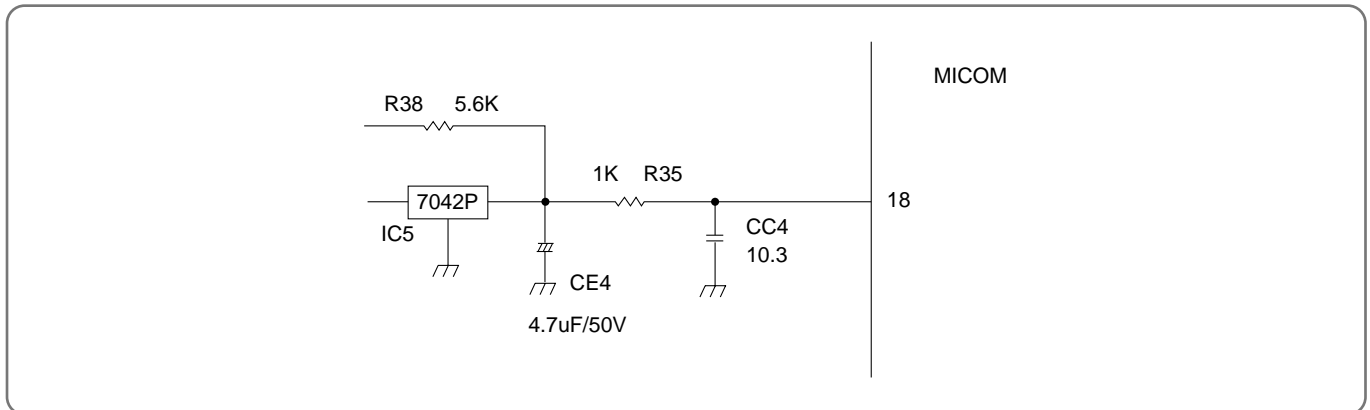 MICOM
R38 5.6K
1K R35
7042P
18
IC5
CC4
10.3
CE4
4.7uF/50V